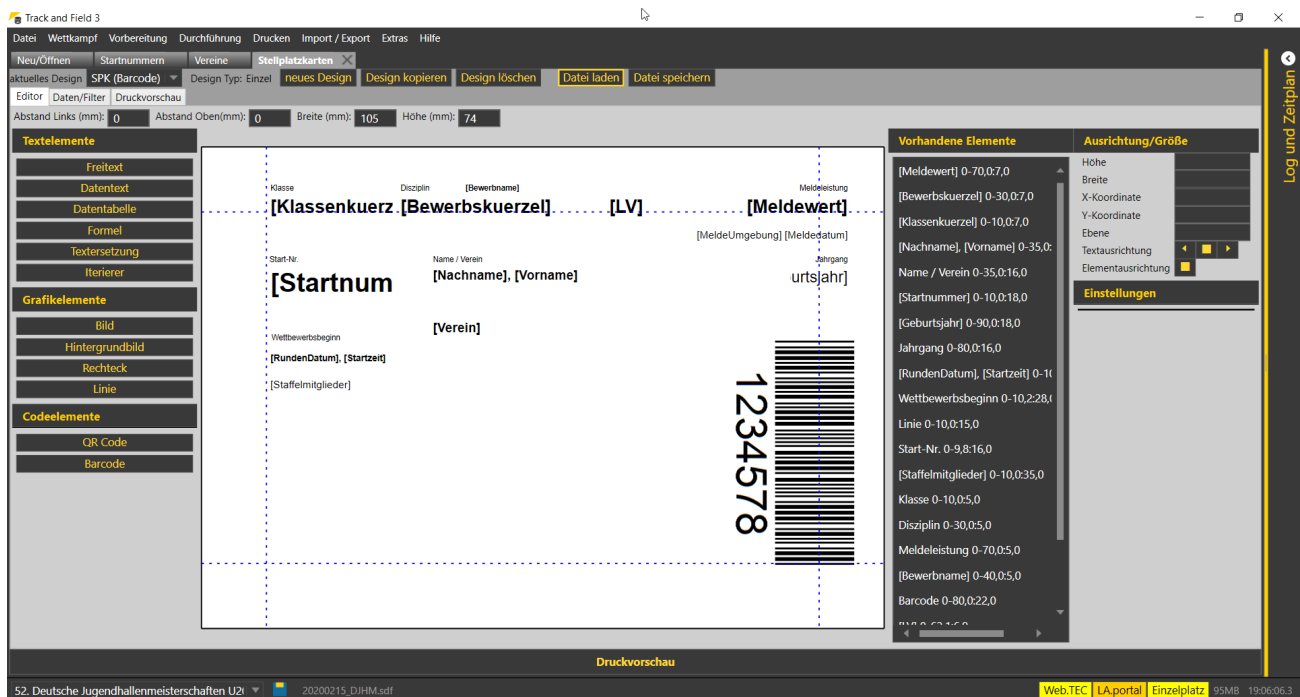 Track and Field 3
Datei Wettkampf Vorbereitung Durchführung Drucken Import / Export Extras Hilfe
Neu/Öffnen Startnummern Vereine Stellplatzkarten
aktuelles Design SPK (Barcode) Design Typ: Einzel neues Design Design kopieren Design löschen Datei laden Datei speichern
Editor Daten/Filter Druckvorschau
Abstand Links (mm): 0 Abstand Oben(mm): 0 Breite (mm): 105 Höhe (mm): 74
Textelemente
Freitext
Datentext
Datentabelle
Formel
Textersetzung
Iterierer
Grafikelemente
Bild
Hintergrundbild
Rechteck
Linie
Codeelemente
QR Code
Barcode
Klasse Disziplin [Bewerbname] Meldeleistung
[Klassenkuerz [Bewerbskuerzel] [LV] [Meldewert]
[MeldeUmgebung] [Meldedatum]
Start-Nr. Name / Verein Jahrgang
[Startnum [Nachname], [Vorname] urtsjahr]
[Verein]
Wettbewerbsbeginn
[RundenDatum], [Startzeit]
[Staffelmitglieder]
1234578
Vorhandene Elemente
[Meldewert] 0-70,0:7,0
[Bewerbskuerzel] 0-30,0:7,0
[Klassenkuerzel] 0-10,0:7,0
[Nachname], [Vorname] 0-35,0:
Name / Verein 0-35,0:16,0
[Startnummer] 0-10,0:18,0
[Geburtsjahr] 0-90,0:18,0
Jahrgang 0-80,0:16,0
[RundenDatum], [Startzeit] 0-10
Wettbewerbsbeginn 0-10,2:28,0
Linie 0-10,0:15,0
Start-Nr. 0-9,8:16,0
[Staffelmitglieder] 0-10,0:35,0
Klasse 0-10,0:5,0
Disziplin 0-30,0:5,0
Meldeleistung 0-70,0:5,0
[Bewerbname] 0-40,0:5,0
Barcode 0-80,0:22,0
Ausrichtung/Größe
Höhe
Breite
X-Koordinate
Y-Koordinate
Ebene
Textausrichtung
Elementausrichtung
Einstellungen
Log und Zeitplan
Druckvorschau
52. Deutsche Jugendhallenmeisterschaften U20 20200215_DJHM.sdf Web.TEC LA.portal Einzelplatz 95MB 19:06:06.3